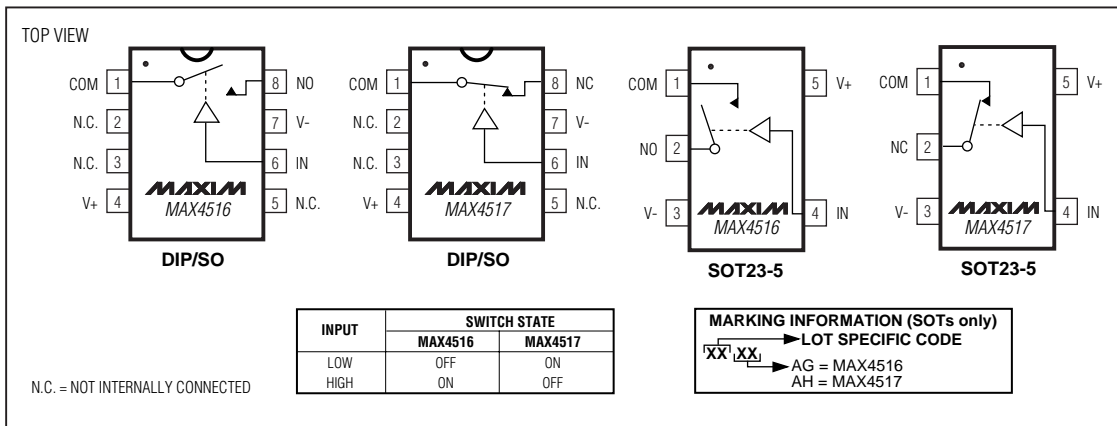 TOP VIEW
COM 1 8 NO
N.C. 2 7 V-
N.C. 3 6 IN
V+ 4 5 N.C.
MAXIM
MAX4516
DIP/SO
COM 1 8 NC
N.C. 2 7 V-
N.C. 3 6 IN
V+ 4 5 N.C.
MAXIM
MAX4517
DIP/SO
COM 1 5 V+
NO 2
V- 3 4 IN
MAXIM
MAX4516
SOT23-5
COM 1 5 V+
NC 2
V- 3 4 IN
MAXIM
MAX4517
SOT23-5
INPUT SWITCH STATE
MAX4516 MAX4517
LOW OFF ON
HIGH ON OFF
N.C. = NOT INTERNALLY CONNECTED
MARKING INFORMATION (SOTs only)
LOT SPECIFIC CODE
XX XX
AG = MAX4516
AH = MAX4517